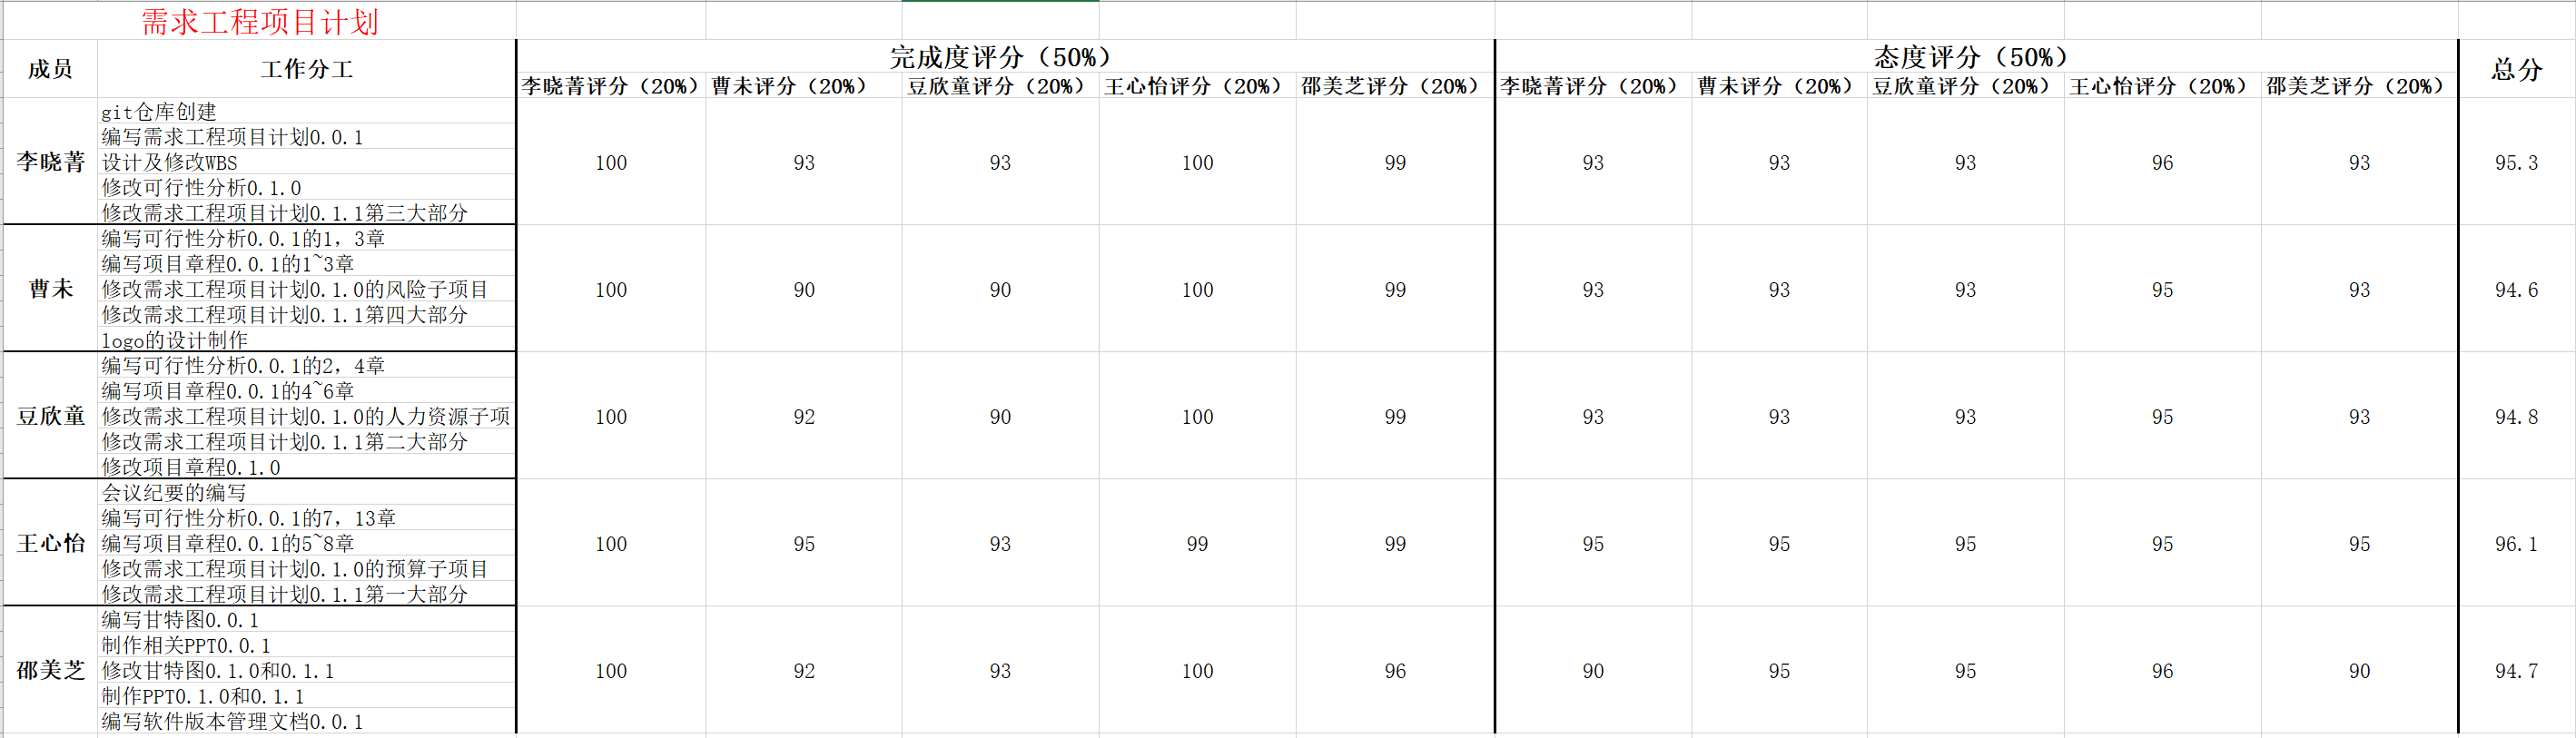 需求工程项目计划
成员 工作分工 完成度评分（50%） 态度评分（50%） 总分
李晓菁评分（20%） 曹未评分（20%） 豆欣童评分（20%） 王心怡评分（20%） 邵美芝评分（20%） 李晓菁评分（20%） 曹未评分（20%） 豆欣童评分（20%） 王心怡评分（20%） 邵美芝评分（20%）
git仓库创建
编写需求工程项目计划0.0.1
李晓菁 设计及修改WBS 100 93 93 100 99 93 93 93 96 93 95.3
修改可行性分析0.1.0
修改需求工程项目计划0.1.1第三大部分
编写可行性分析0.0.1的1，3章
编写项目章程0.0.1的1~3章
曹未 修改需求工程项目计划0.1.0的风险子项目 100 90 90 100 99 93 93 93 95 93 94.6
修改需求工程项目计划0.1.1第四大部分
logo的设计制作
编写可行性分析0.0.1的2，4章
编写项目章程0.0.1的4~6章
豆欣童 修改需求工程项目计划0.1.0的人力资源子项 100 92 90 100 99 93 93 93 95 93 94.8
修改需求工程项目计划0.1.1第二大部分
修改项目章程0.1.0
会议纪要的编写
编写可行性分析0.0.1的7，13章
王心怡 编写项目章程0.0.1的5~8章 100 95 93 99 99 95 95 95 95 95 96.1
修改需求工程项目计划0.1.0的预算子项目
修改需求工程项目计划0.1.1第一大部分
编写甘特图0.0.1
制作相关PPT0.0.1
邵美芝 修改甘特图0.1.0和0.1.1 100 92 93 100 96 90 95 95 96 90 94.7
制作PPT0.1.0和0.1.1
编写软件版本管理文档0.0.1